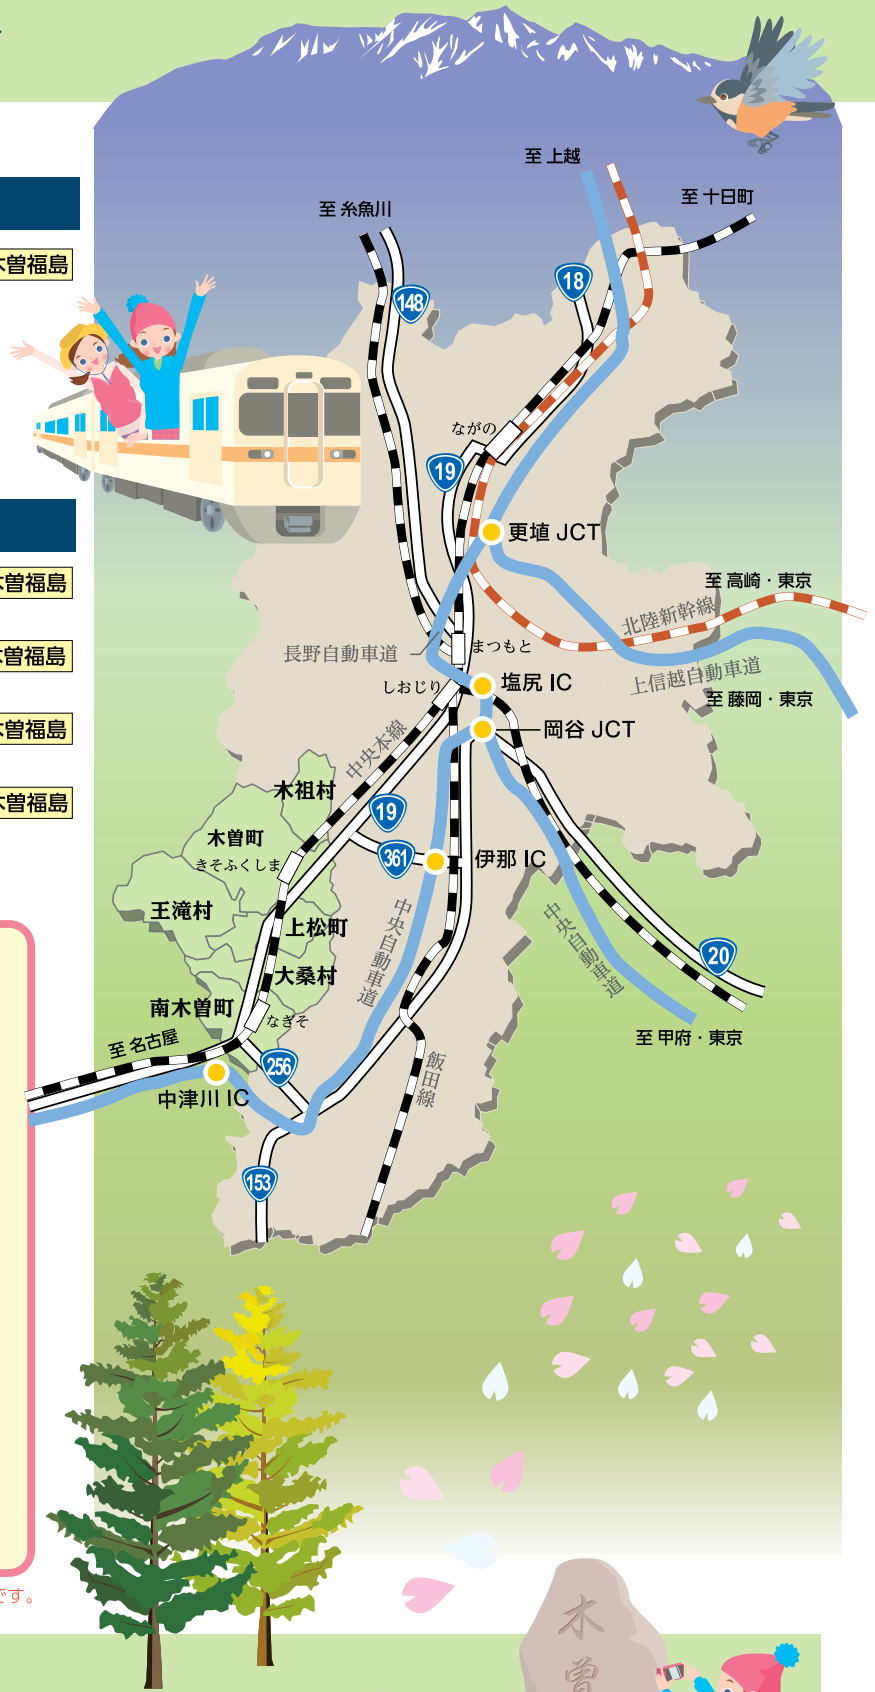 至 上越
至 十日町
至 糸魚川
木曽福島
18
148
ながの
19
更埴 JCT
至 高崎・東京
木曽福島
北陸新幹線
長野自動車道
まつもと
木曽福島
上信越自動車道
しおじり
塩尻 IC
至 藤岡・東京
岡谷 JCT
木曽福島
中央本線
木祖村
木曽福島
19
木曽町
361
伊那 IC
きそふくしま
王滝村
上松町
中央自動車道
中央自動車道
20
大桑村
南木曽町
なぎそ
至 名古屋
至 甲府・東京
256
飯田線
中津川 IC
153
です。
木曽